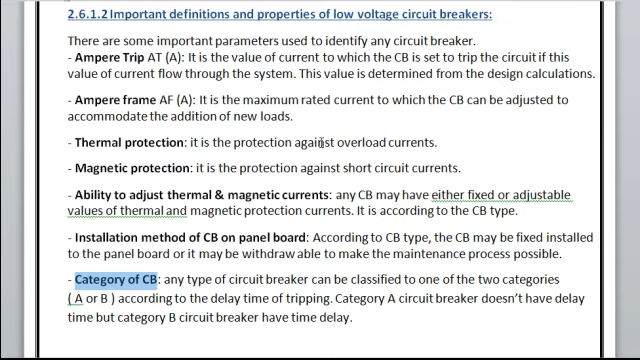 2.6.1.2 Important definitions and properties of low voltage circuit breakers:
There are some important parameters used to identify any circuit breaker.
- Ampere Trip AT (A): It is the value of current to which the CB is set to trip the circuit if this
value of current flow through the system. This value is determined from the design calculations.
- Ampere frame AF (A): It is the maximum rated current to which the CB can be adjusted to
accommodate the addition of new loads.
- Thermal protection: it is the protection against overload currents.
- Magnetic protection: it is the protection against short circuit currents.
- Ability to adjust thermal & magnetic currents: any CB may have either fixed or adjustable
values of thermal and magnetic protection currents. It is according to the CB type.
- Installation method of CB on panel board: According to CB type, the CB may be fixed installed
to the panel board or it may be withdraw able to make the maintenance process possible.
- Category of CB: any type of circuit breaker can be classified to one of the two categories
( A or B ) according to the delay time of tripping. Category A circuit breaker doesn't have delay
time but category B circuit breaker have time delay.